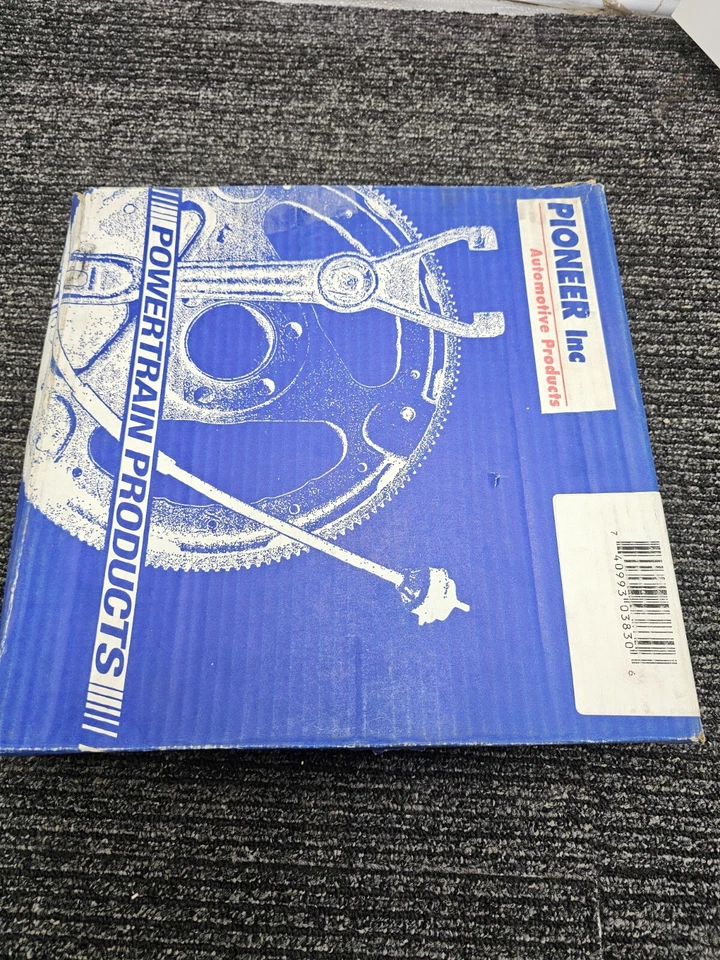 PIONEER Inc
Automotive Products
POWERTRAIN PRODUCTS
7 40993 03830 6